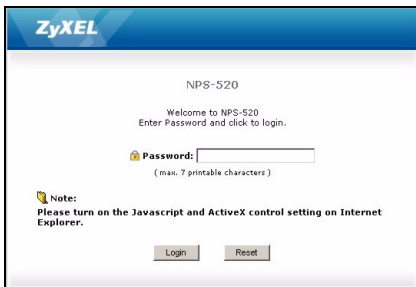 ZyXEL
NPS-520
Welcome to NPS-520
Enter Password and click to login.
Password:
( max. 7 printable characters )
Note:
Please turn on the Javascript and ActiveX control setting on Internet
Explorer.
Login Reset